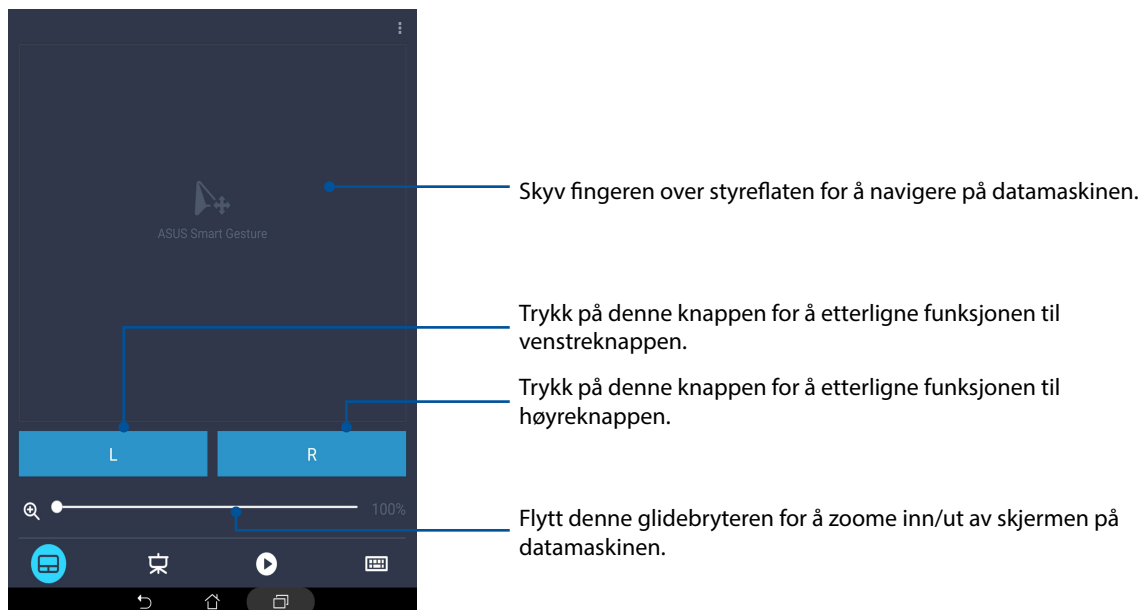 ASUS Smart Gesture
Skyv fingeren over styreflaten for å navigere på datamaskinen.
Trykk på denne knappen for å etterligne funksjonen til
venstreknappen.
Trykk på denne knappen for å etterligne funksjonen til
høyreknappen.
L
R
100%
Flytt denne glidebryteren for å zoome inn/ut av skjermen på
datamaskinen.